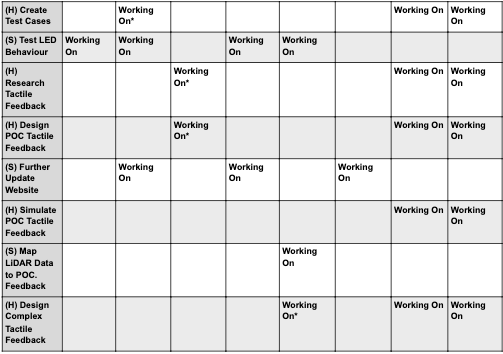 (H) Create Test Cases Working On* Working On Working On
(S) Test LED Behaviour Working On Working On Working On Working On
(H) Research Tactile Feedback Working On* Working On Working On
(H) Design POC Tactile Feedback Working On* Working On Working On
(S) Further Update Website Working On Working On Working On
(H) Simulate POC Tactile Feedback Working On Working On
(S) Map LiDAR Data to POC. Feedback Working On
(H) Design Complex Tactile Feedback Working On* Working On Working On